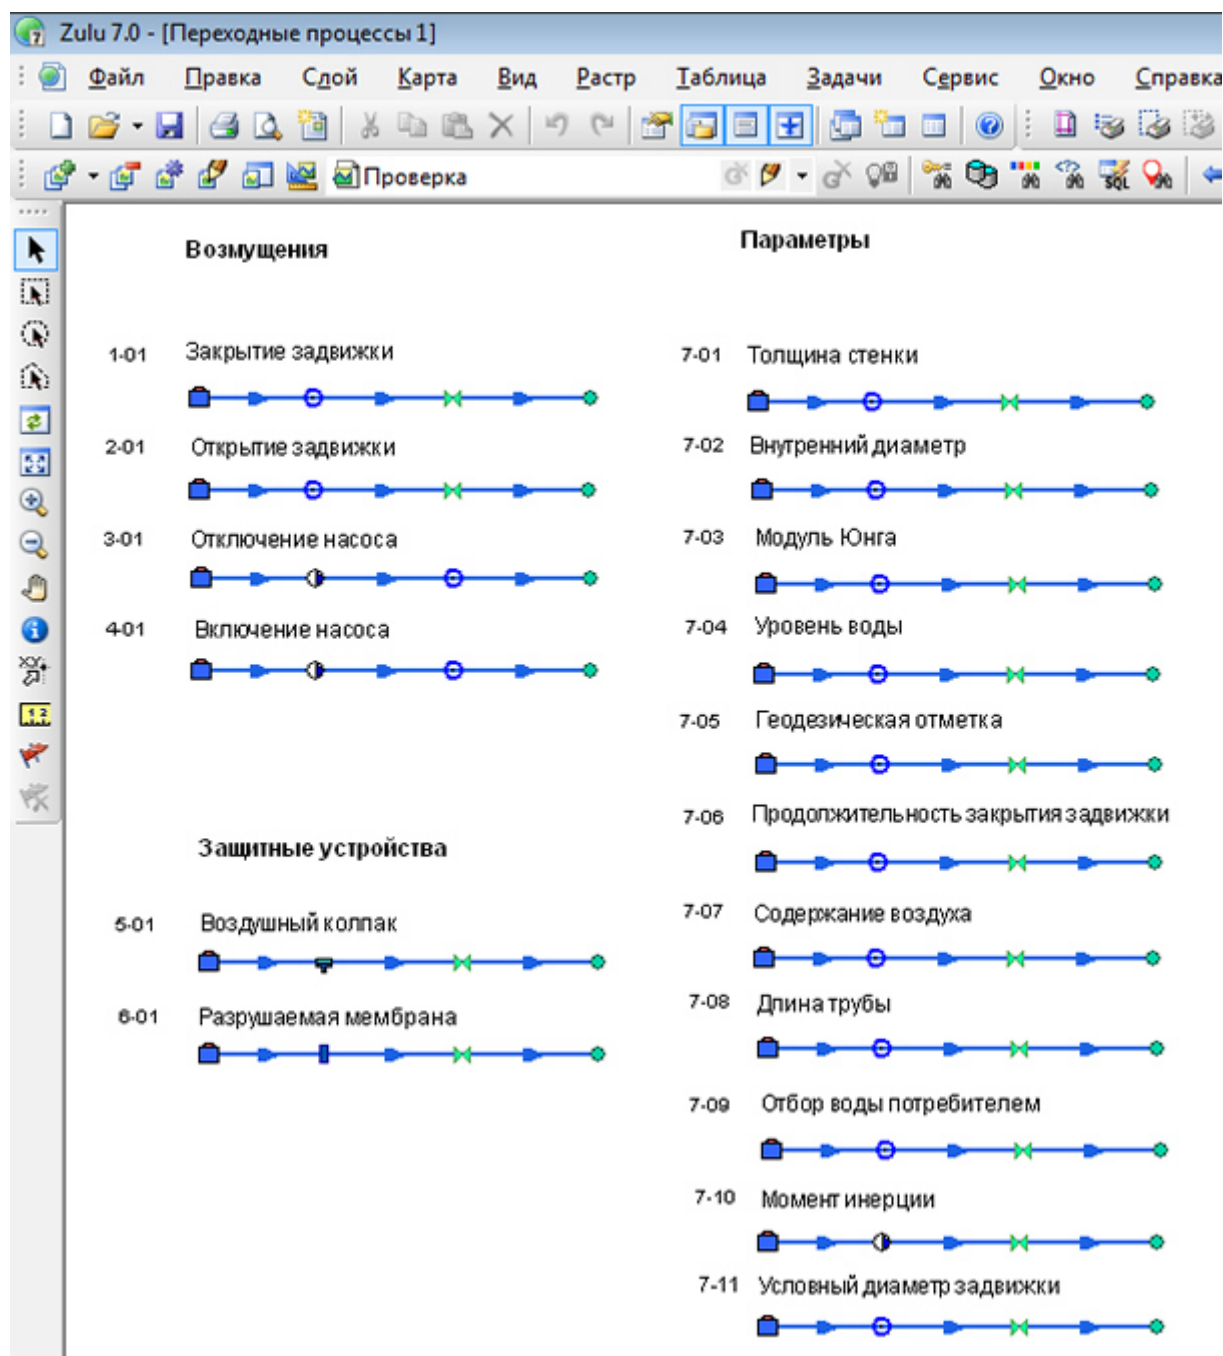 Zulu 7.0 - [Переходные процессы 1]
Файл Правка Слой Карта Вид Растр Таблица Задачи Сервис Окно Справка
Проверка
SQL
Возмущения
1-01 Закрытие задвижки
2-01 Открытие задвижки
3-01 Отключение насоса
4-01 Включение насоса
Защитные устройства
5-01 Воздушный колпак
6-01 Разрушаемая мембрана
Параметры
7-01 Толщина стенки
7-02 Внутренний диаметр
7-03 Модуль Юнга
7-04 Уровень воды
7-05 Геодезическая отметка
7-06 Продолжительность закрытия задвижки
7-07 Содержание воздуха
7-08 Длина трубы
7-09 Отбор воды потребителем
7-10 Момент инерции
7-11 Условный диаметр задвижки